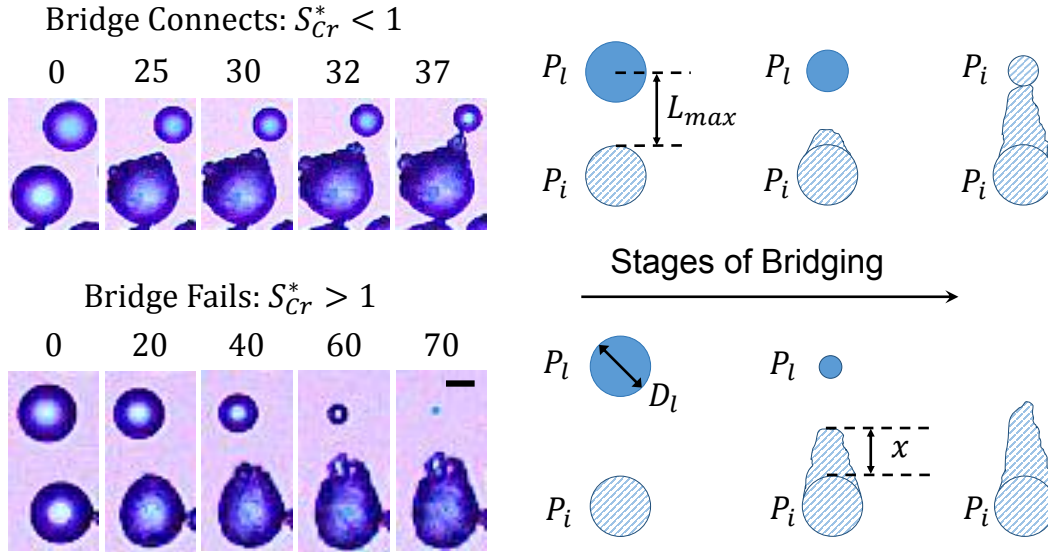 Bridge Connects: S*Cr < 1
0 25 30 32 37
Pl Pl Pi
Lmax
Pi Pi Pi
Stages of Bridging
Bridge Fails: S*Cr > 1
0 20 40 60 70
Pl Pl
Dl
x
Pi Pi Pi